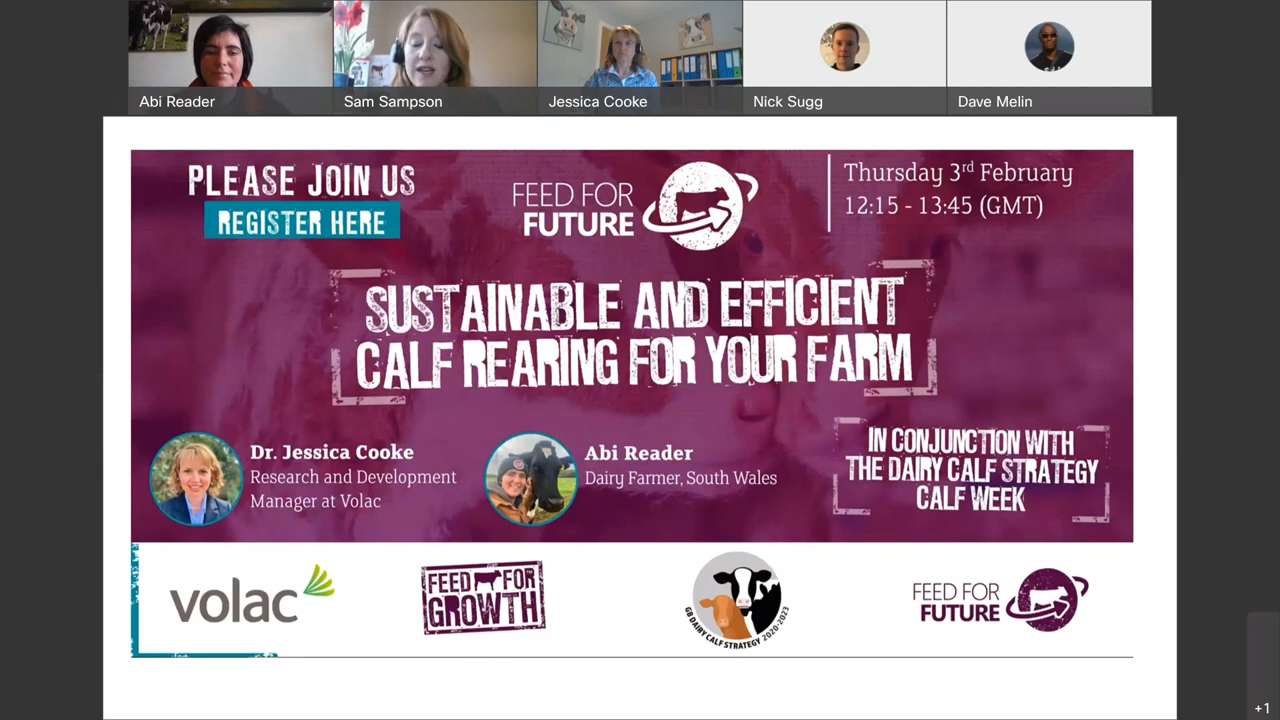 Abi Reader
Sam Sampson
Jessica Cooke
Nick Sugg
Dave Melin
PLEASE JOIN US
REGISTER HERE
FEED FOR
FUTURE
Thursday 3rd February
12:15 - 13:45 (GMT)
SUSTAINABLE AND EFFICIENT
CALF REARING FOR YOUR FARM
Dr. Jessica Cooke
Research and Development
Manager at Volac
Abi Reader
Dairy Farmer, South Wales
IN CONJUNCTION WITH
THE DAIRY CALF STRATEGY
CALF WEEK
volac
FEED FOR
GROWTH
GB DAIRY CALF STRATEGY 2020-2023
FEED FOR
FUTURE
+1